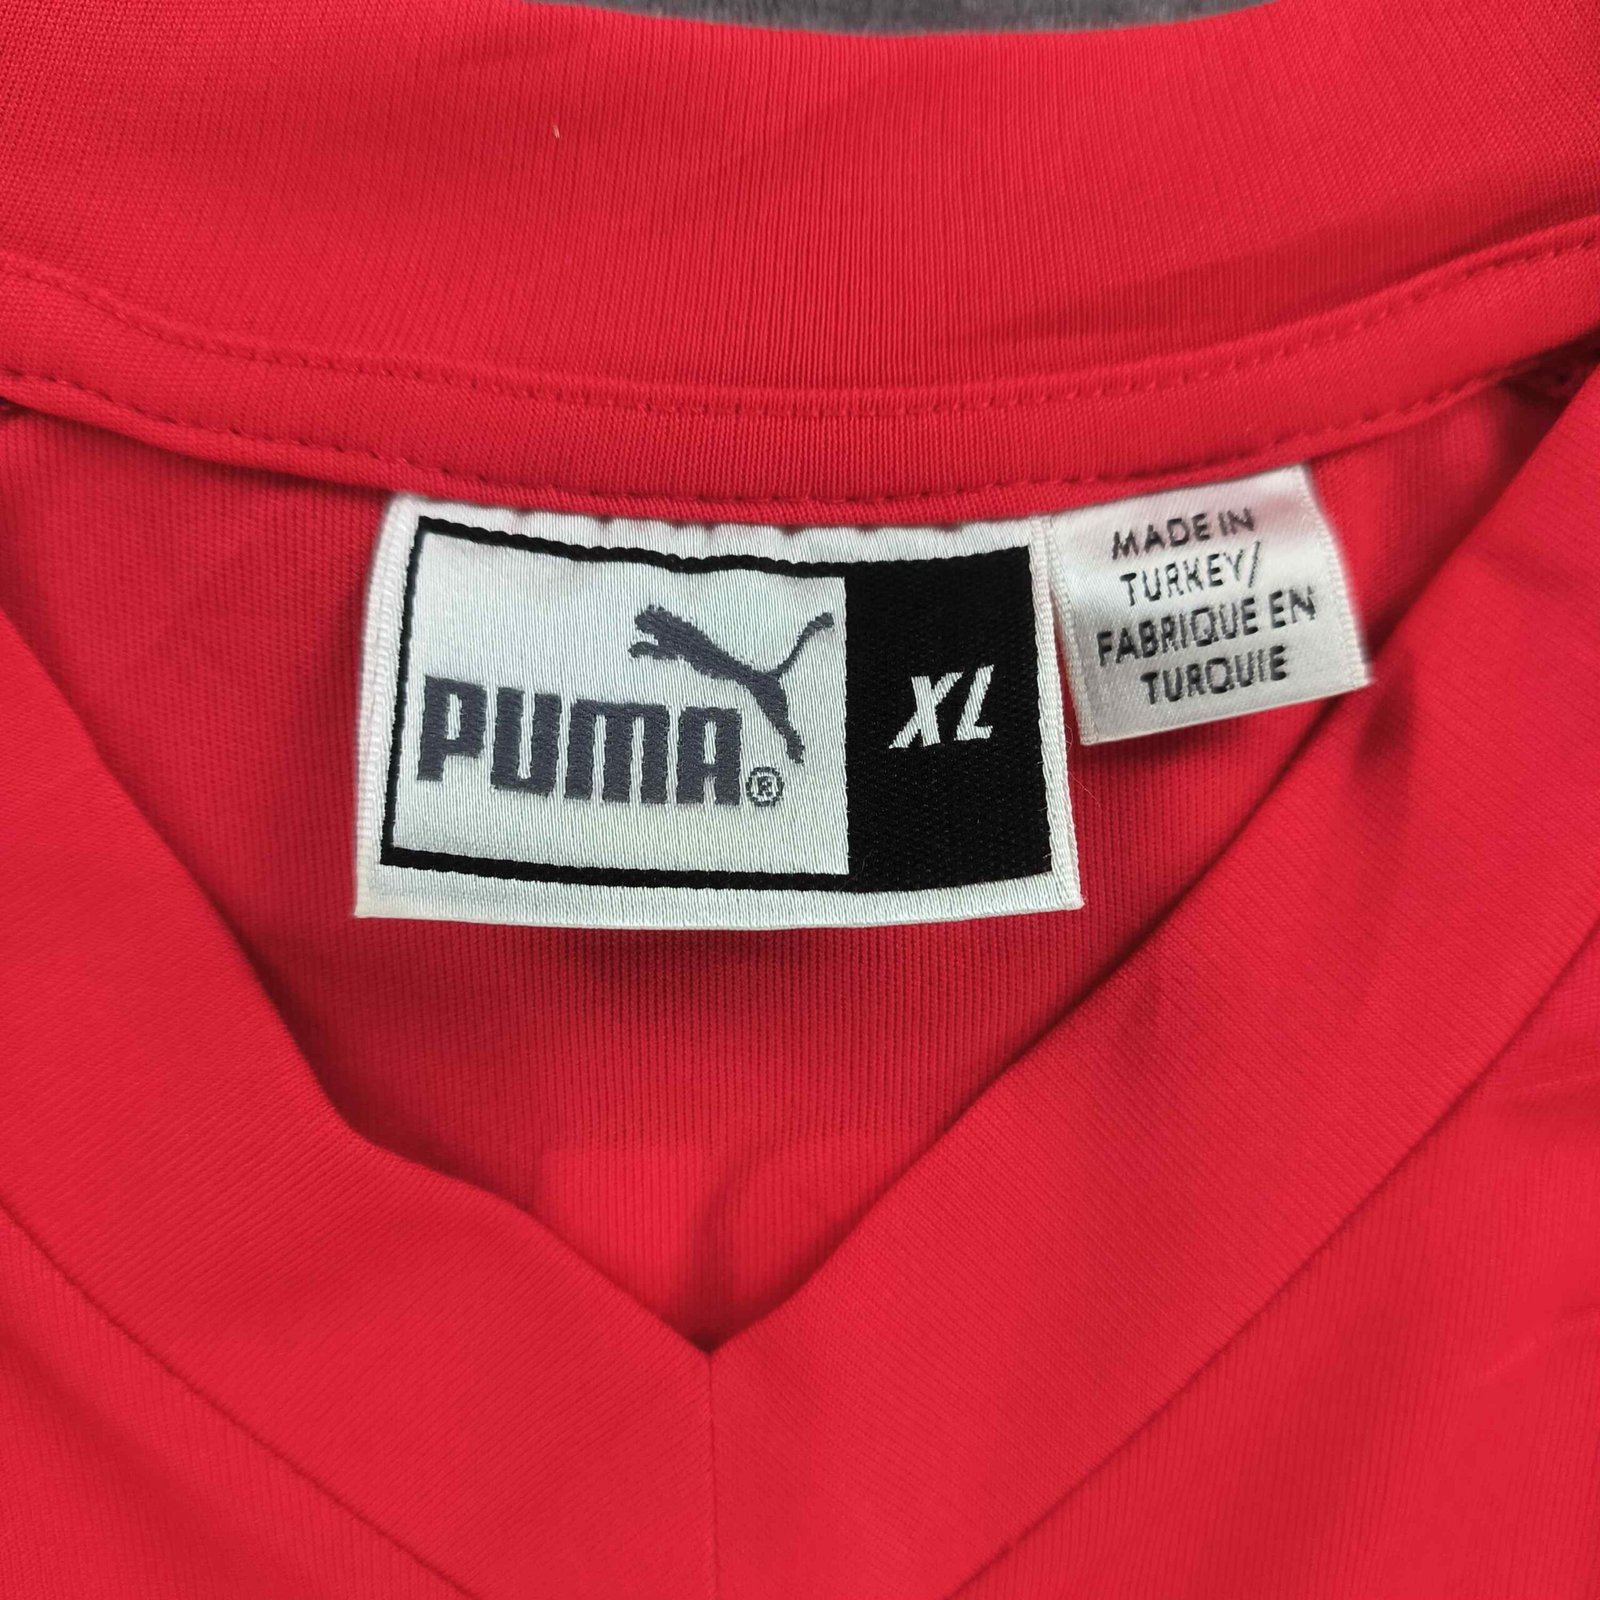 PUMA®
XL
MADE IN
TURKEY/
FABRIQUE EN
TURQUIE